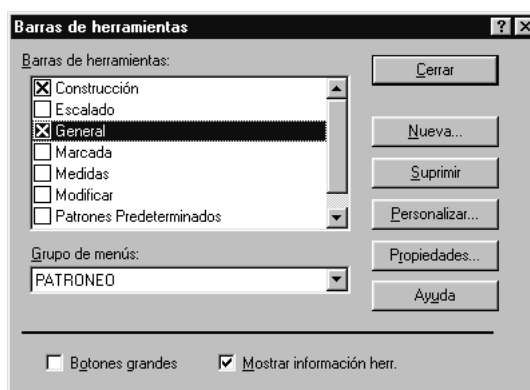 Barras de herramientas
Barras de herramientas:
Construcción
Escalado
General
Marcada
Medidas
Modificar
Patrones Predeterminados
Grupo de menús:
PATRONEO
Cerrar
Nueva...
Suprimir
Personalizar...
Propiedades...
Ayuda
Botones grandes
Mostrar información herr.